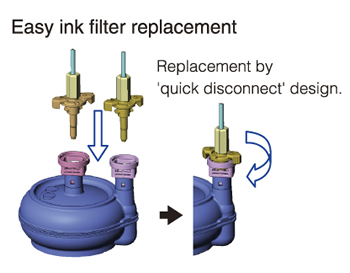 Easy ink filter replacement
Replacement by
'quick disconnect' design.